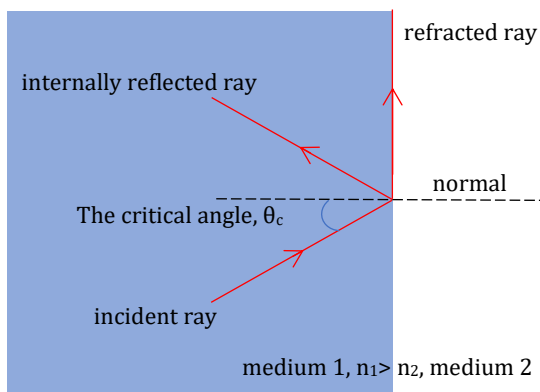 refracted ray
internally reflected ray
normal
The critical angle, θc
incident ray
medium 1, n1> n2, medium 2